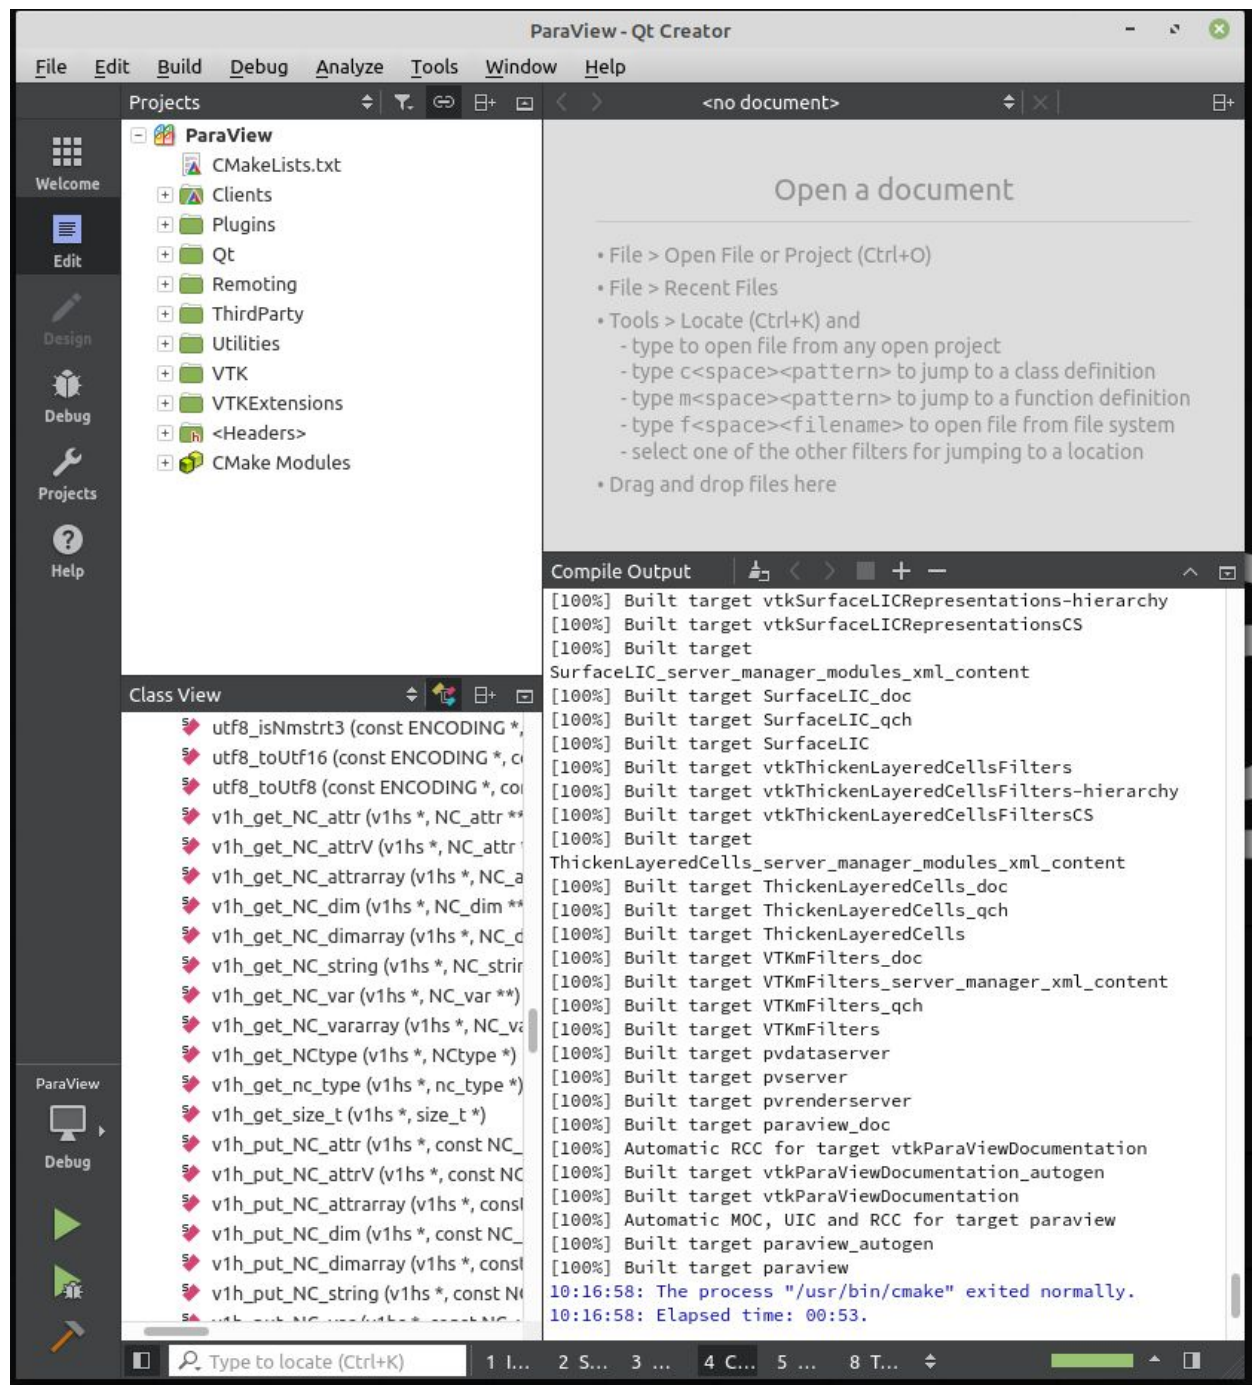 ParaView - Qt Creator
File Edit Build Debug Analyze Tools Window Help
Projects
<no document>
Welcome
Edit
Design
Debug
Projects
Help
ParaView
CMakeLists.txt
Clients
Plugins
Qt
Remoting
ThirdParty
Utilities
VTK
VTKExtensions
<Headers>
CMake Modules
Open a document
• File > Open File or Project (Ctrl+O)
• File > Recent Files
• Tools > Locate (Ctrl+K) and
- type to open file from any open project
- type c<space><pattern> to jump to a class definition
- type m<space><pattern> to jump to a function definition
- type f<space><filename> to open file from file system
- select one of the other filters for jumping to a location
• Drag and drop files here
Class View
utf8_isNmstrt3 (const ENCODING *,
utf8_toUtf16 (const ENCODING *, c
utf8_toUtf8 (const ENCODING *, co
v1h_get_NC_attr (v1hs *, NC_attr **
v1h_get_NC_attrV (v1hs *, NC_attr
v1h_get_NC_attrarray (v1hs *, NC_a
v1h_get_NC_dim (v1hs *, NC_dim **
v1h_get_NC_dimarray (v1hs *, NC_d
v1h_get_NC_string (v1hs *, NC_strin
v1h_get_NC_var (v1hs *, NC_var **)
v1h_get_NC_vararray (v1hs *, NC_va
v1h_get_NCtype (v1hs *, NCtype *)
v1h_get_nc_type (v1hs *, nc_type *)
v1h_get_size_t (v1hs *, size_t *)
v1h_put_NC_attr (v1hs *, const NC_
v1h_put_NC_attrV (v1hs *, const NC
v1h_put_NC_attrarray (v1hs *, const
v1h_put_NC_dim (v1hs *, const NC_
v1h_put_NC_dimarray (v1hs *, const
v1h_put_NC_string (v1hs *, const N
Compile Output
[100%] Built target vtkSurfaceLICRepresentations-hierarchy
[100%] Built target vtkSurfaceLICRepresentationsCS
[100%] Built target
SurfaceLIC_server_manager_modules_xml_content
[100%] Built target SurfaceLIC_doc
[100%] Built target SurfaceLIC_qch
[100%] Built target SurfaceLIC
[100%] Built target vtkThickenLayeredCellsFilters
[100%] Built target vtkThickenLayeredCellsFilters-hierarchy
[100%] Built target vtkThickenLayeredCellsFiltersCS
[100%] Built target
ThickenLayeredCells_server_manager_modules_xml_content
[100%] Built target ThickenLayeredCells_doc
[100%] Built target ThickenLayeredCells_qch
[100%] Built target ThickenLayeredCells
[100%] Built target VTKmFilters_doc
[100%] Built target VTKmFilters_server_manager_xml_content
[100%] Built target VTKmFilters_qch
[100%] Built target VTKmFilters
[100%] Built target pvdataserver
[100%] Built target pvserver
[100%] Built target pvrenderserver
[100%] Built target paraview_doc
[100%] Automatic RCC for target vtkParaViewDocumentation
[100%] Built target vtkParaViewDocumentation_autogen
[100%] Built target vtkParaViewDocumentation
[100%] Automatic MOC, UIC and RCC for target paraview
[100%] Built target paraview_autogen
[100%] Built target paraview
10:16:58: The process "/usr/bin/cmake" exited normally.
10:16:58: Elapsed time: 00:53.
ParaView
Debug
Type to locate (Ctrl+K)
1 I... 2 S... 3 ... 4 C... 5 ... 8 T...